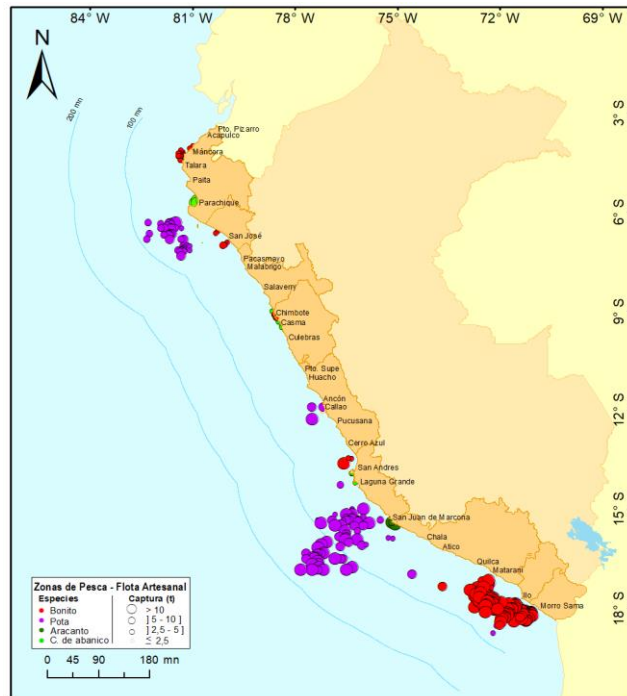 84° W 81° W 78° W 75° W 72° W 69° W
N
3° S
6° S
9° S
12° S
15° S
18° S
200 mn
100 mn
Pto. Pizarro
Acapulco
Máncora
Talara
Paita
Parachique
San José
Pacasmayo
Malabrigo
Salaverry
Chimbote
Casma
Culebras
Pto. Supe
Huacho
Ancón
Callao
Pucusana
Cerro Azul
San Andres
Laguna Grande
San Juan de Marcona
Chala
Atico
Quilca
Matarani
Ilo
Morro Sama
Zonas de Pesca - Flota Artesanal
Especies Captura (t)
Bonito > 10
Pota ]5 - 10 ]
Aracanto ]2,5 - 5 ]
C. de abanico ≤ 2,5
0 45 90 180 mn